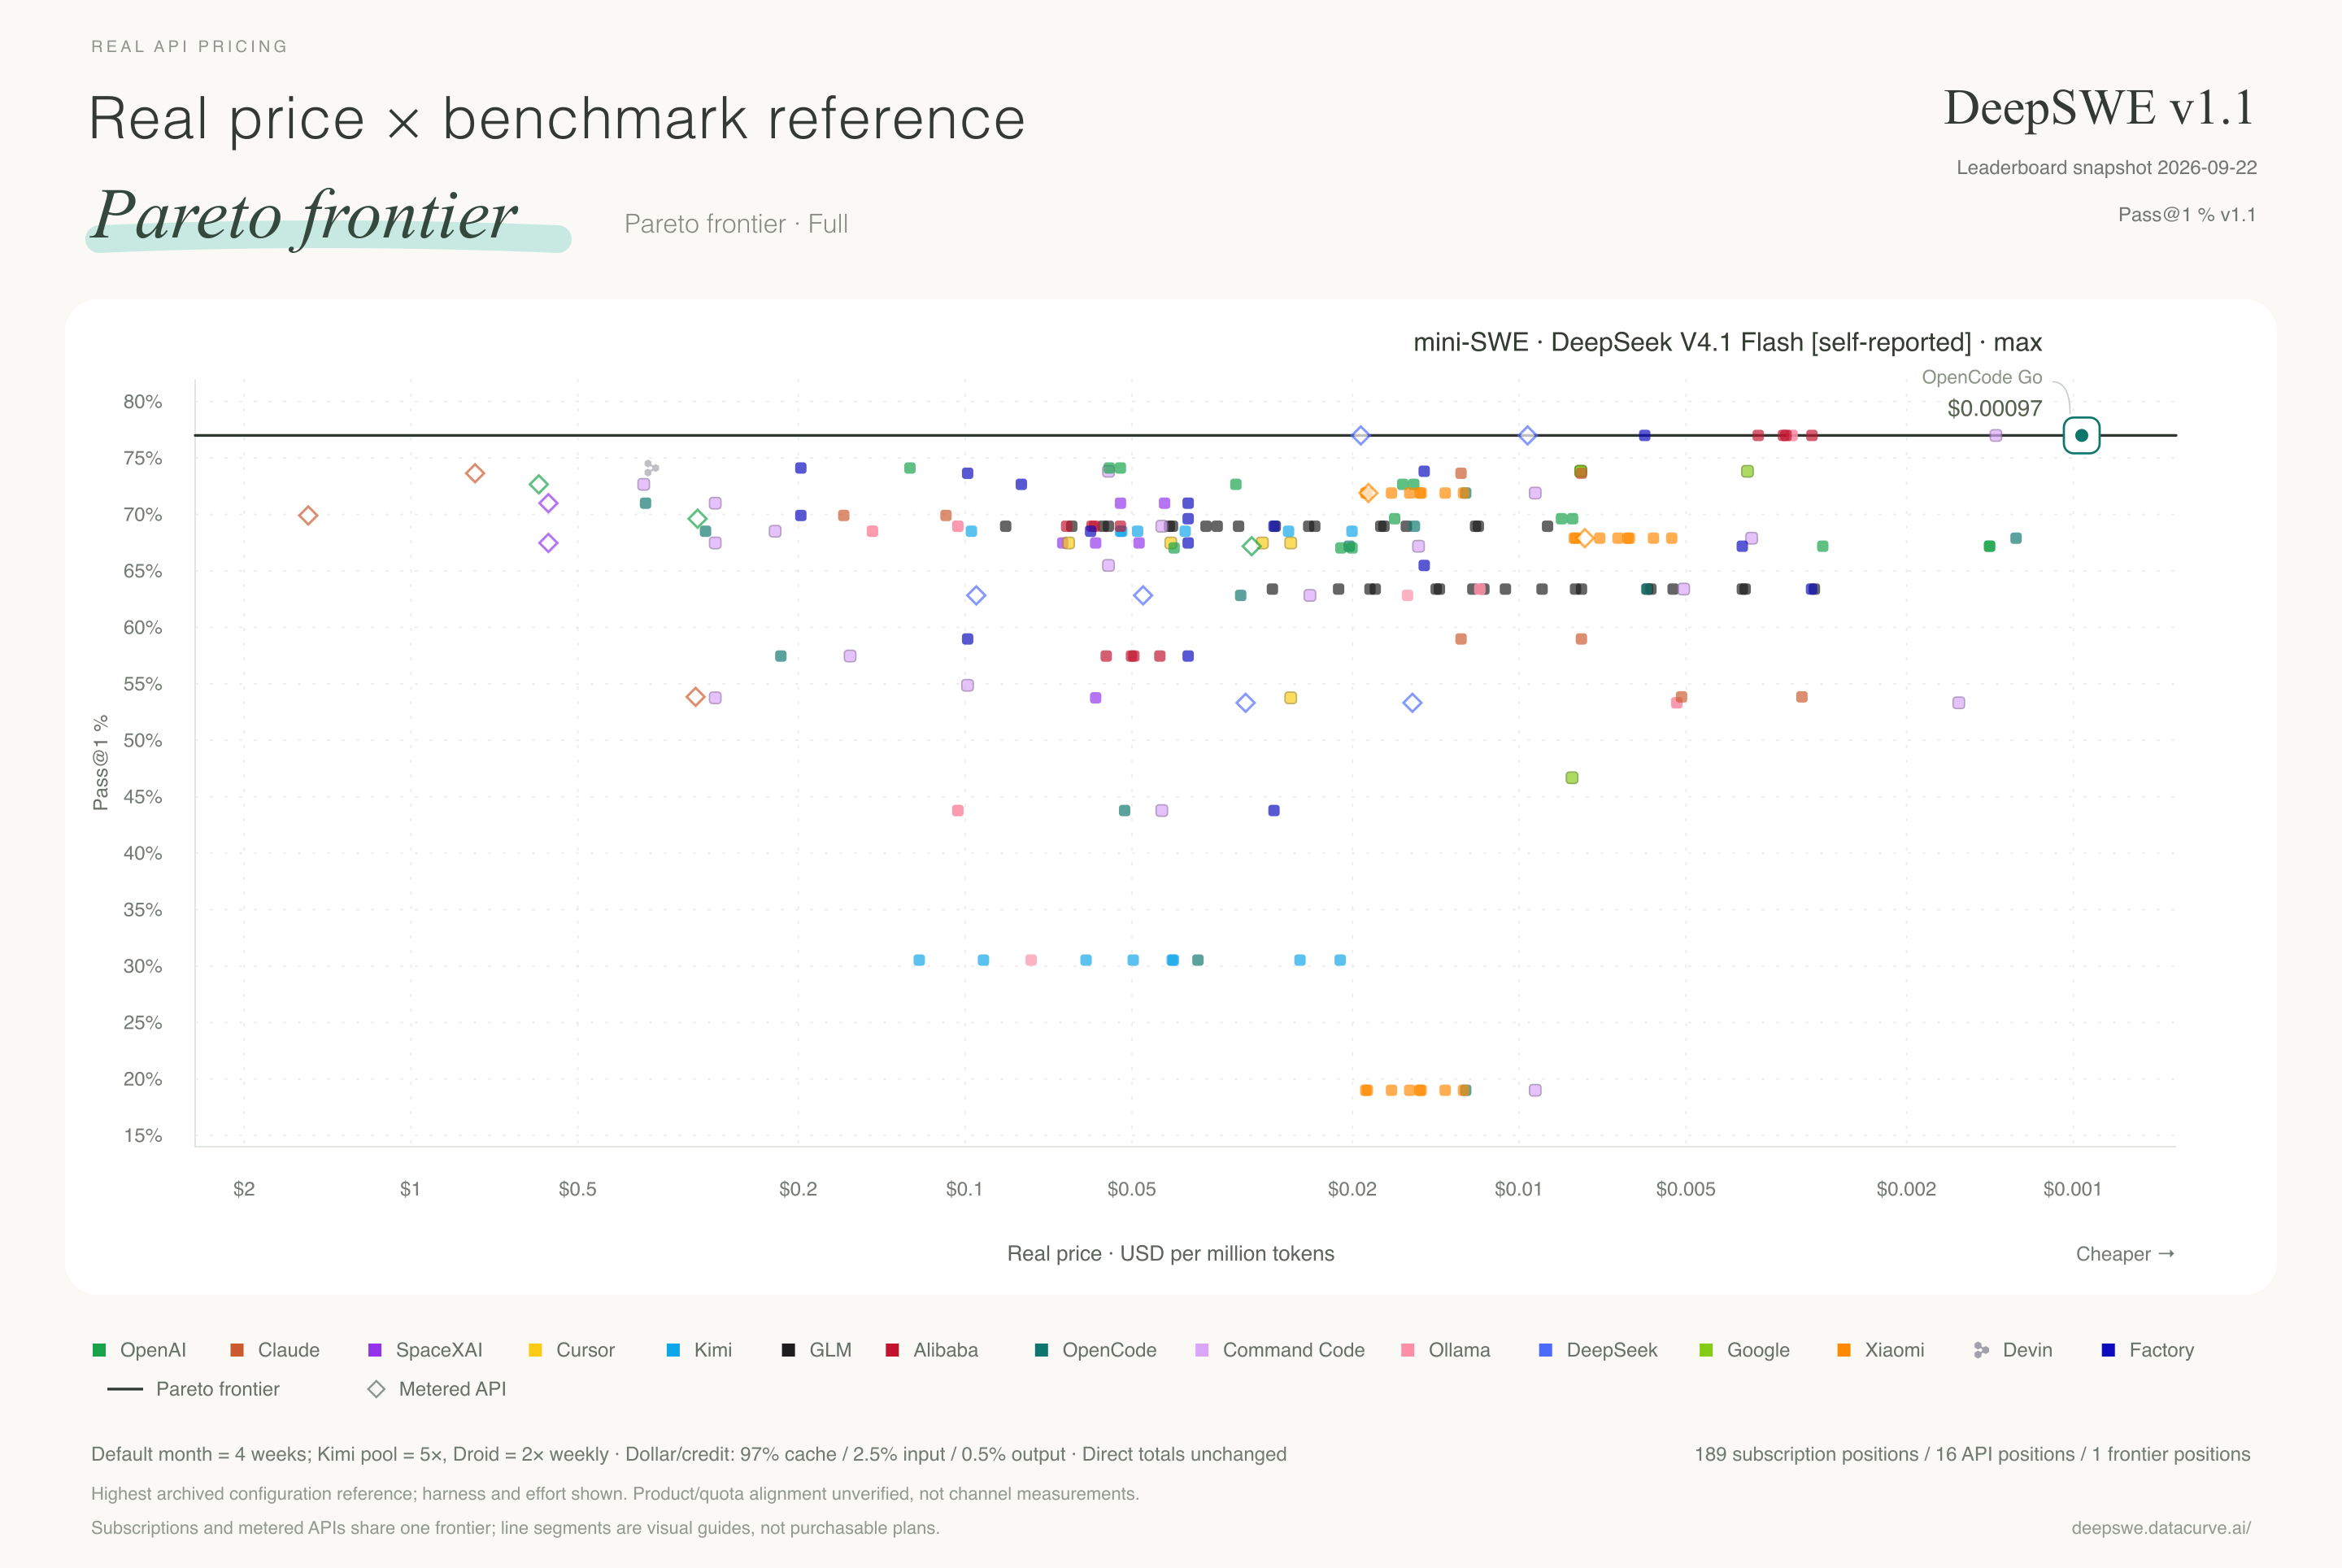 REAL API PRICING
Real price × benchmark reference
Pareto frontier
Pareto frontier · Full
DeepSWE v1.1
Leaderboard snapshot 2026-09-22
Pass@1 % v1.1
mini-SWE · DeepSeek V4.1 Flash [self-reported] · max
OpenCode Go
$0.00097
80%
75%
70%
65%
60%
55%
50%
45%
40%
35%
30%
25%
20%
15%
Pass@1 %
$2 $1 $0.5 $0.2 $0.1 $0.05 $0.02 $0.01 $0.005 $0.002 $0.001
Real price · USD per million tokens
Cheaper →
OpenAI Claude SpaceXAI Cursor Kimi GLM Alibaba OpenCode Command Code Ollama DeepSeek Google Xiaomi Devin Factory
Pareto frontier Metered API
Default month = 4 weeks; Kimi pool = 5×, Droid = 2× weekly · Dollar/credit: 97% cache / 2.5% input / 0.5% output · Direct totals unchanged
189 subscription positions / 16 API positions / 1 frontier positions
Highest archived configuration reference; harness and effort shown. Product/quota alignment unverified, not channel measurements.
Subscriptions and metered APIs share one frontier; line segments are visual guides, not purchasable plans.
deepswe.datacurve.ai/